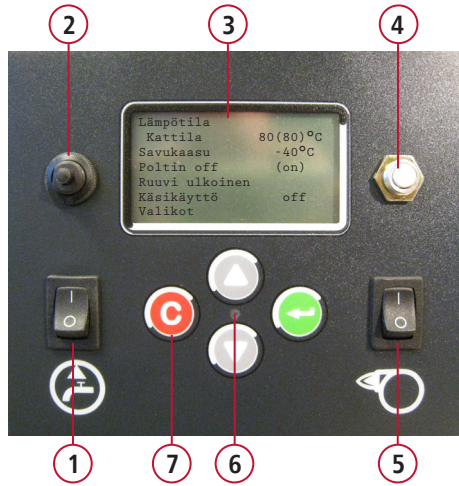 2 3 4
Lämpötila
Kattila 80(80)°C
Savukaasu -40°C
Poltin off (on)
Ruuvi ulkoinen
Käsikäyttö off
Valikot
I I
O C O
1 7 6 5